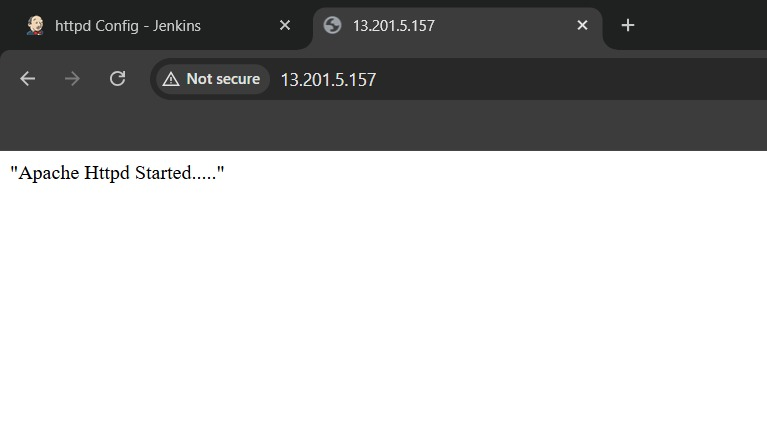 httpd Config - Jenkins
13.201.5.157
Not secure
13.201.5.157
"Apache Httpd Started....."